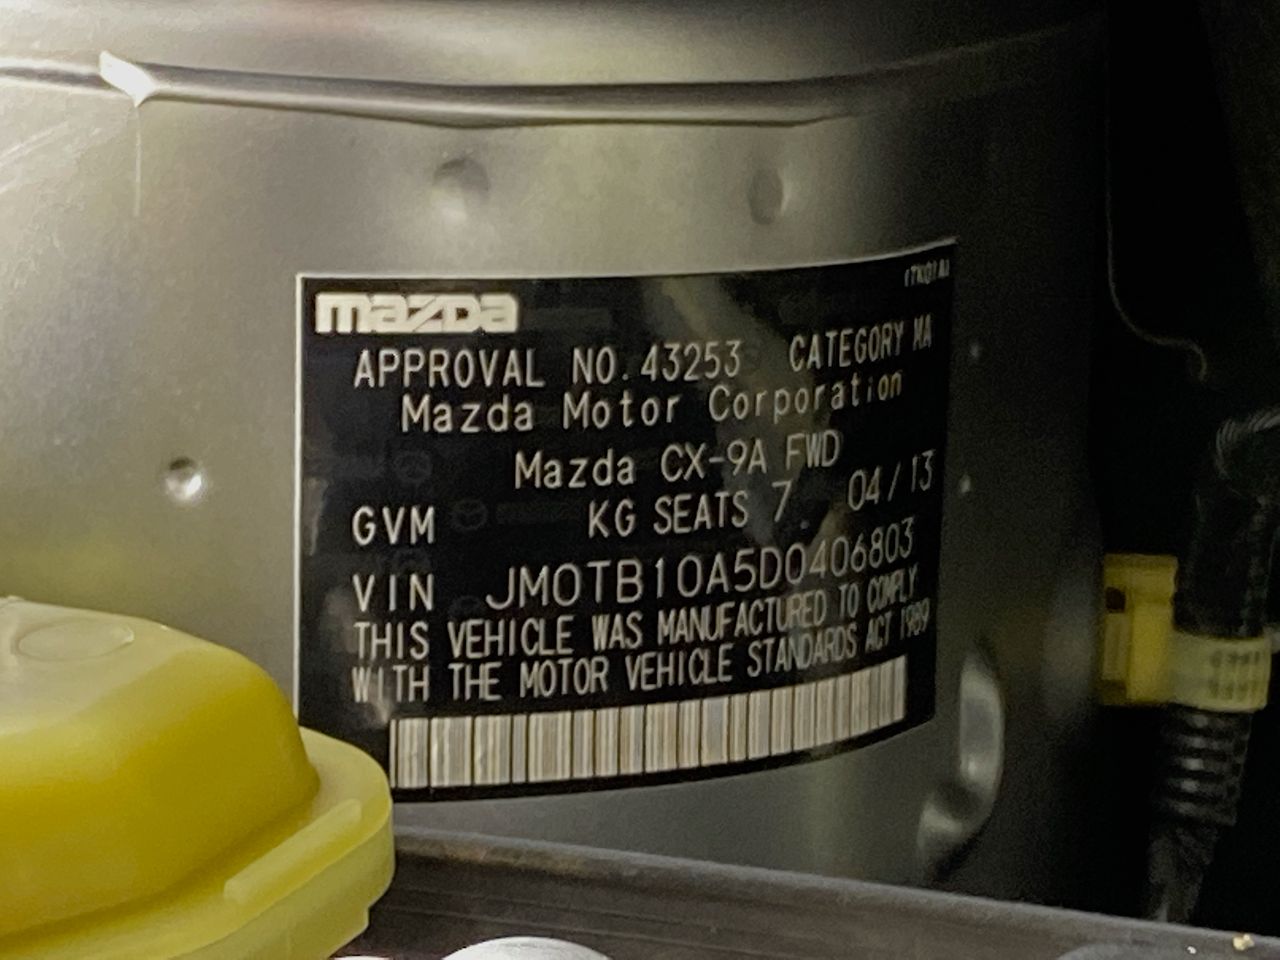 mazda
APPROVAL NO.43253 CATEGORY MA
Mazda Motor Corporation
Mazda CX-9A FWD
GVM KG SEATS 7. 04/13
VIN JM0TB10A5D0406803
THIS VEHICLE WAS MANUFACTURED TO COMPLY
WITH THE MOTOR VEHICLE STANDARDS ACT 1989